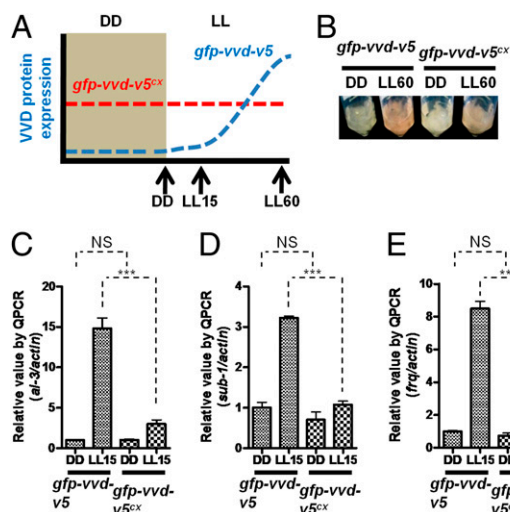 A
DD LL
gfp-vvd-v5
gfp-vvd-v5cx
VVD protein
expression
DD LL15 LL60
B
gfp-vvd-v5 gfp-vvd-v5cx
DD LL60 DD LL60
C
NS
***
Relative value by QPCR
(al-3/actin)
20
15
10
5
0
DD LL15 DD LL15
gfp-vvd-
v5
gfp-vvd-
v5cx
D
NS
***
Relative value by QPCR
(sub-1/actin)
4
3
2
1
0
DD LL15 DD LL15
gfp-vvd-
v5
gfp-vvd-
v5cx
E
NS
Relative value by QPCR
(frq/actin)
10
8
6
4
2
0
DD LL15
gfp-vvd-
v5